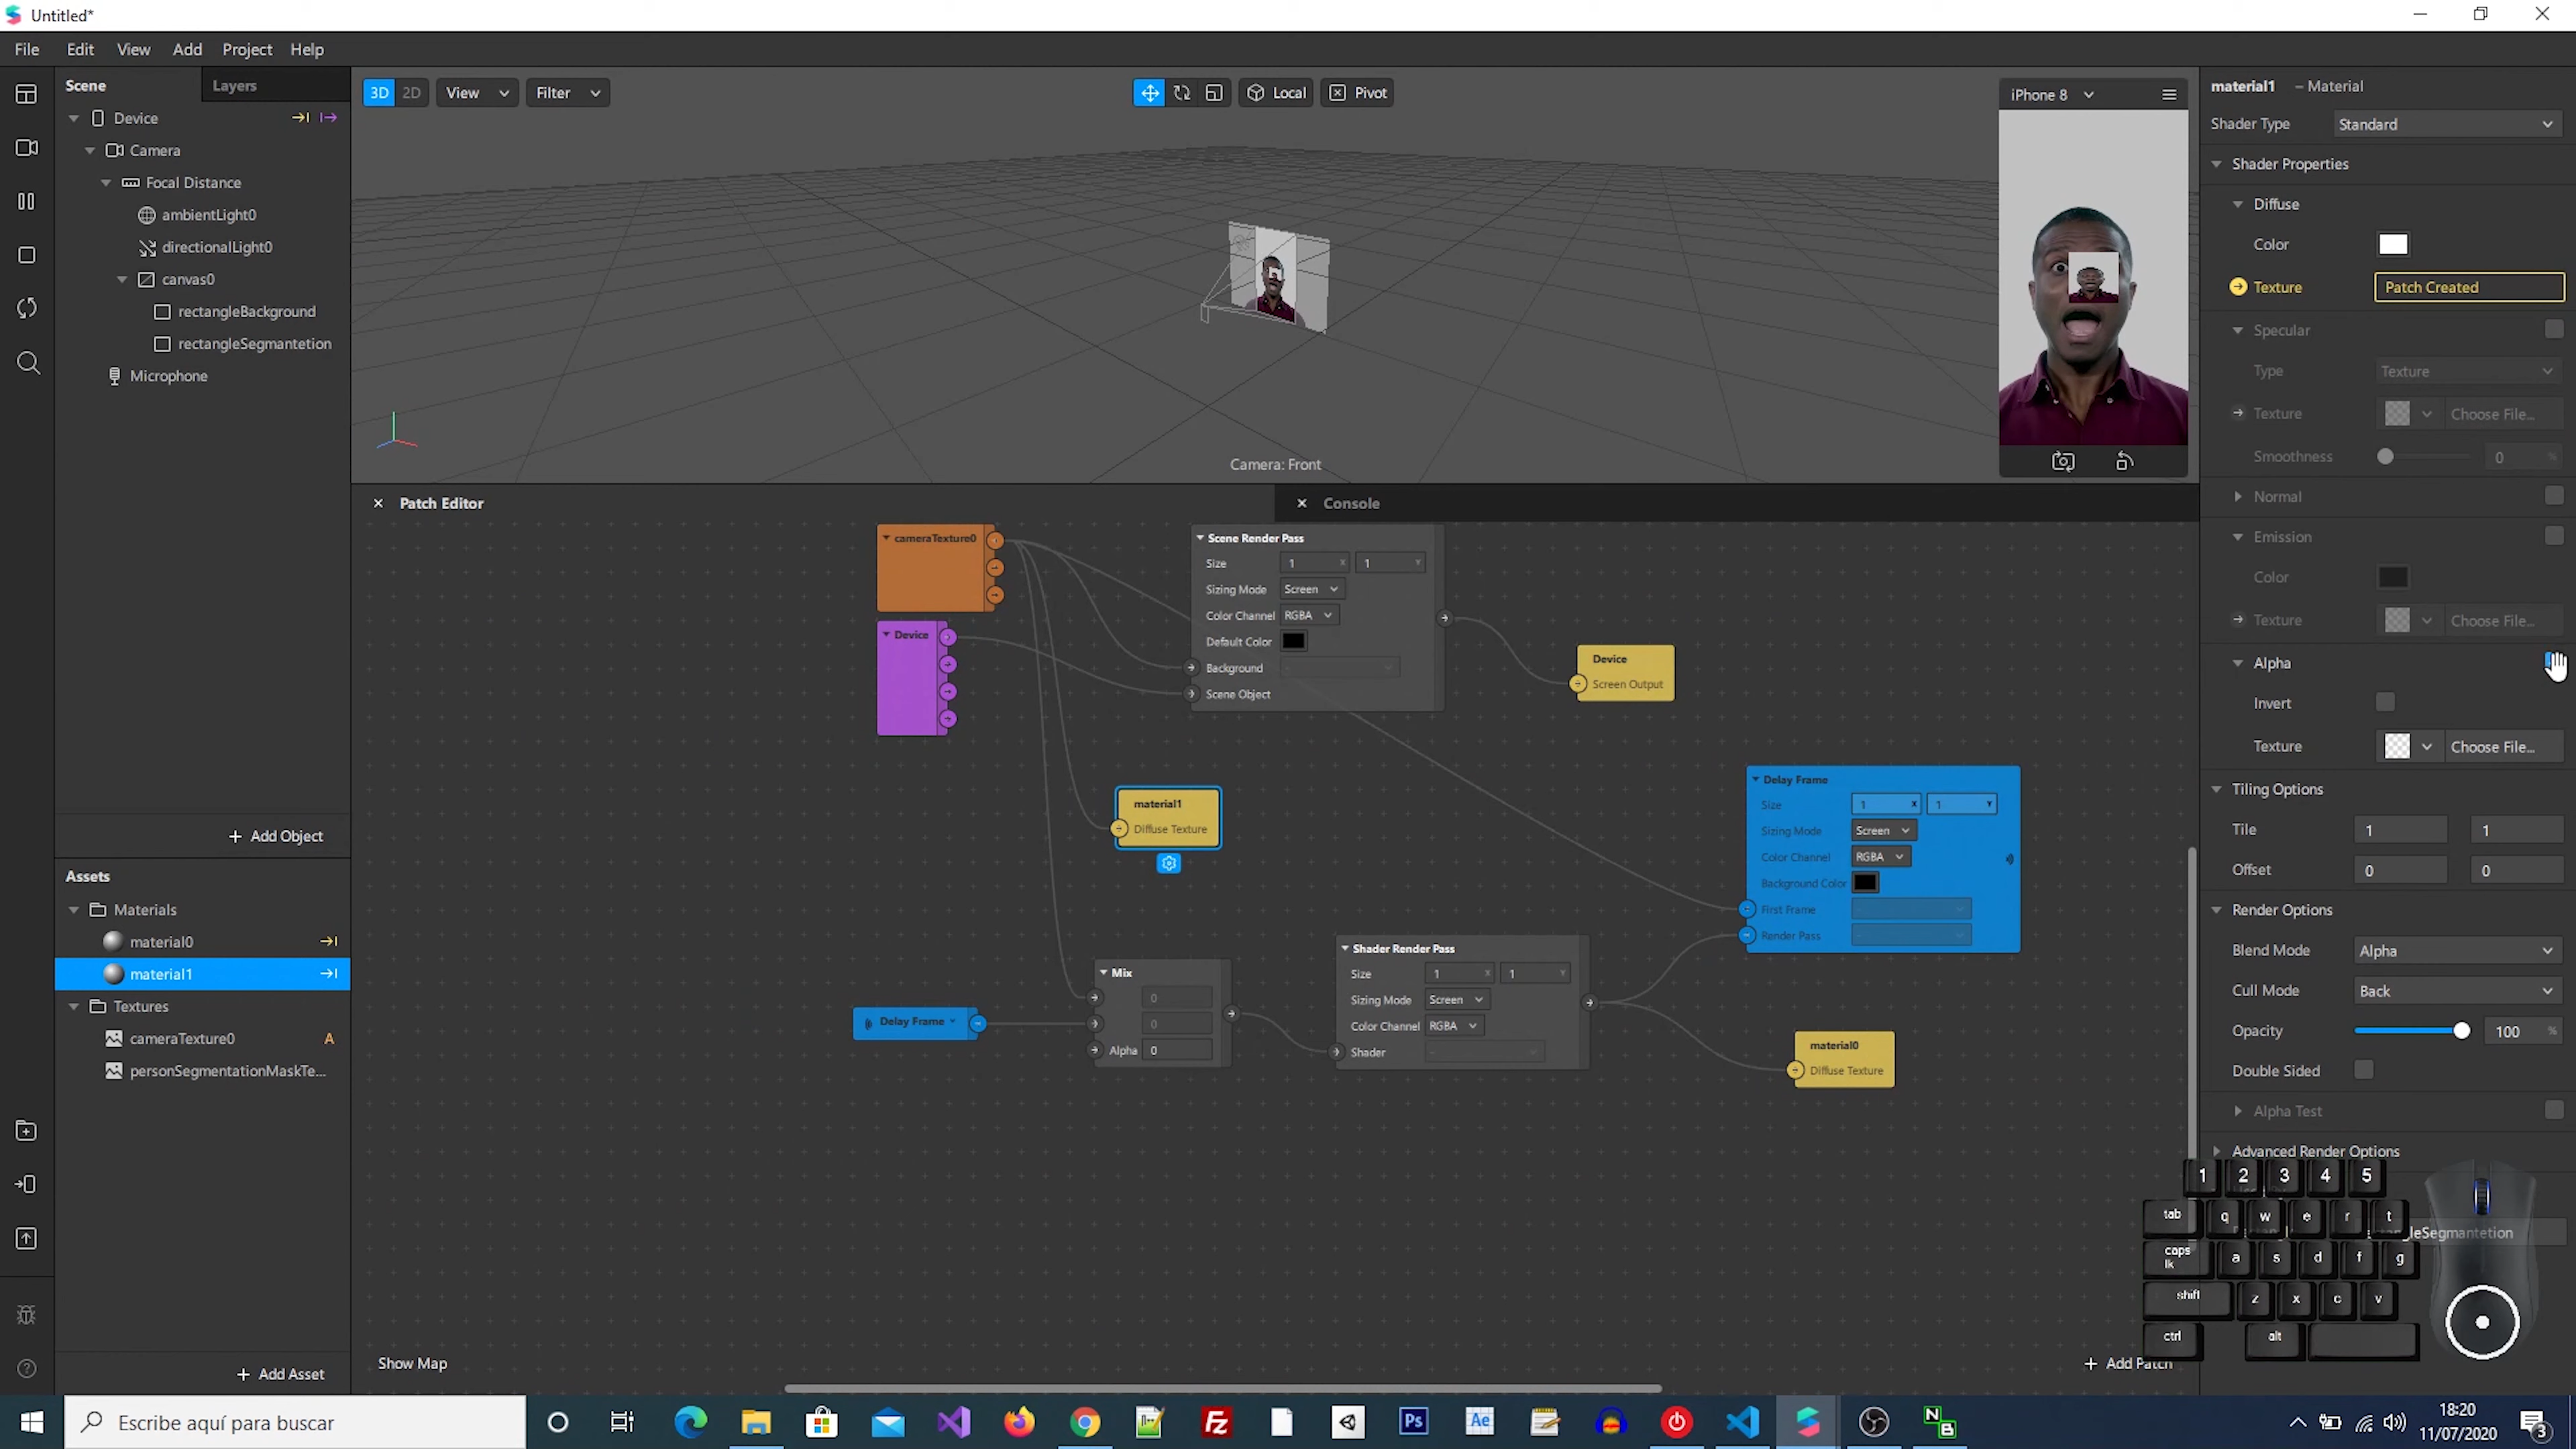 Untitled*
File Edit View Add Project Help
Scene Layers
Device
Camera
Focal Distance
ambientLight0
directionalLight0
canvas0
rectangleBackground
rectangleSegmantetion
Microphone
+ Add Object
Assets
Materials
material0
material1
Textures
cameraTexture0 A
personSegmentationMaskTe...
+ Add Asset
3D 2D View Filter Local Pivot
Camera: Front
iPhone 8
Patch Editor
Console
cameraTexture0
Device
Scene Render Pass
Size 1 X 1 Y
Sizing Mode Screen
Color Channel RGBA
Default Color
Background
Scene Object
Device
Screen Output
material1
Diffuse Texture
Delay Frame
Size 1 X 1 Y
Sizing Mode Screen
Color Channel RGBA
Background Color
First Frame
Render Pass
Delay Frame
Mix
0
0
Alpha 0
Shader Render Pass
Size 1 X 1 Y
Sizing Mode Screen
Color Channel RGBA
Shader
material0
Diffuse Texture
Show Map
+ Add Patch
material1 – Material
Shader Type Standard
Shader Properties
Diffuse
Color
Texture Patch Created
Specular
Type Texture
Texture Choose File...
Smoothness 0 %
Normal
Emission
Color
Texture Choose File...
Alpha
Invert
Texture Choose File...
Tiling Options
Tile 1 1
Offset 0 0
Render Options
Blend Mode Alpha
Cull Mode Back
Opacity 100 %
Double Sided
Alpha Test
Advanced Render Options
1 2 3 4 5
tab q w e r t
leSegmantetion
caps lk a s d f g
shift z x c v
ctrl alt
Escribe aquí para buscar
Fz Ps Ae N B
18:20
11/07/2020
3